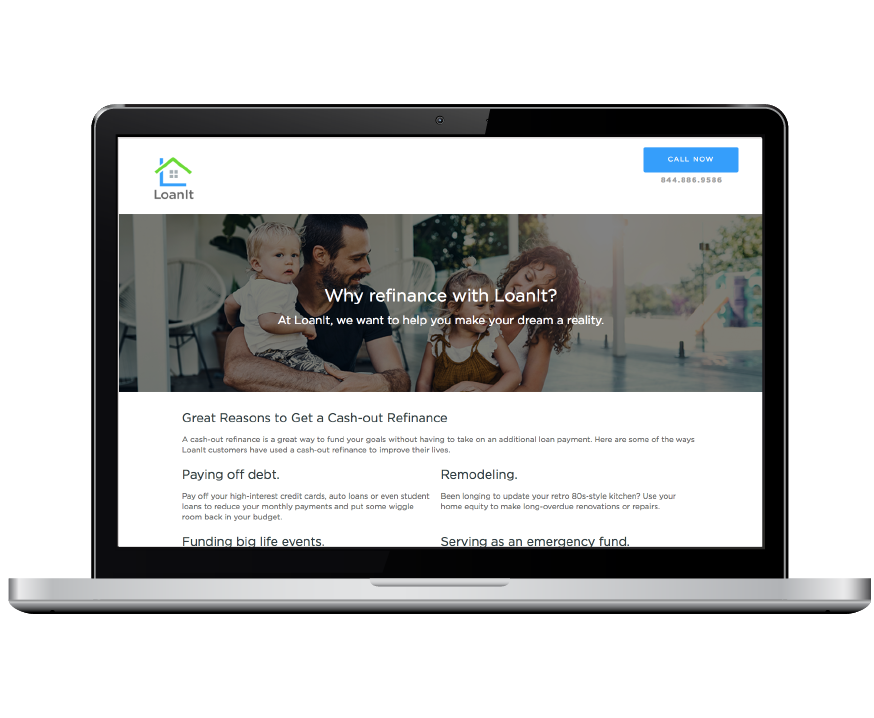 CALL NOW
844.886.9586
LoanIt
Why refinance with LoanIt?
At LoanIt, we want to help you make your dream a reality.
Great Reasons to Get a Cash-out Refinance
A cash-out refinance is a great way to fund your goals without having to take on an additional loan payment. Here are some of the ways
LoanIt customers have used a cash-out refinance to improve their lives.
Paying off debt.
Pay off your high-interest credit cards, auto loans or even student
loans to reduce your monthly payments and put some wiggle
room back in your budget.
Remodeling.
Been longing to update your retro 80s-style kitchen? Use your
home equity to make long-overdue renovations or repairs.
Funding big life events.
Serving as an emergency fund.